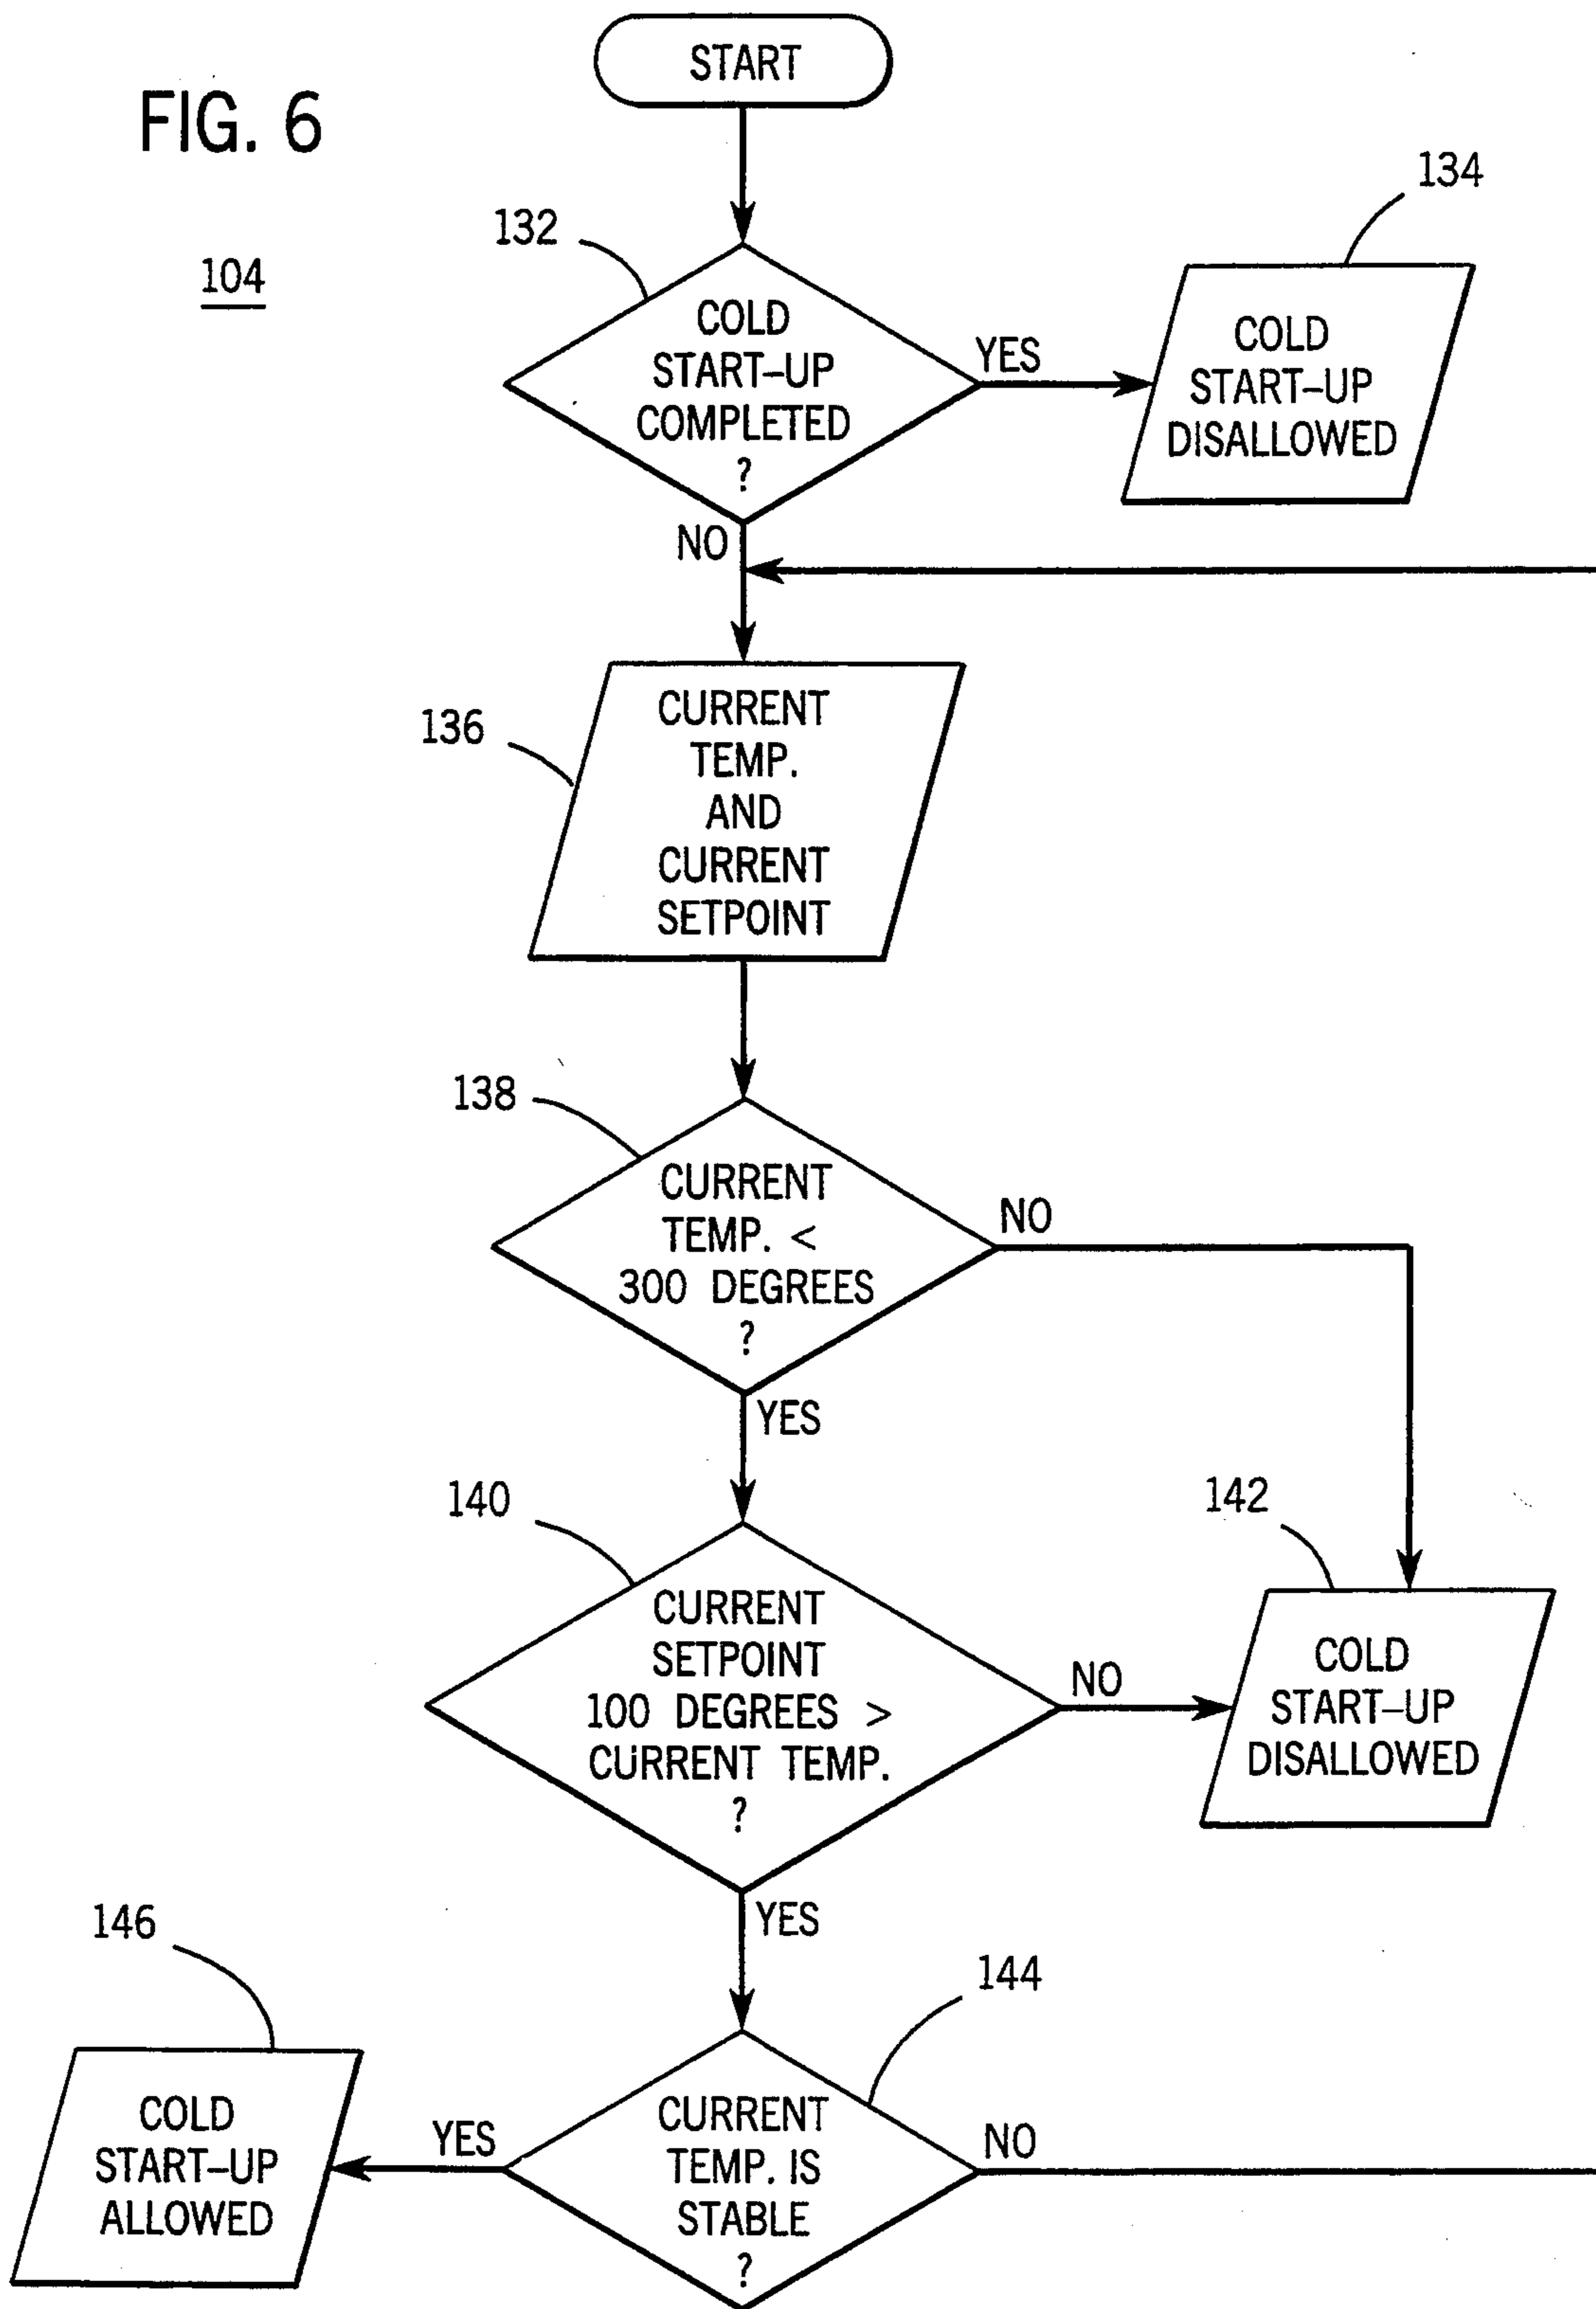 FIG. 6
104
START
132
COLD
START-UP
COMPLETED
?
YES
134
COLD
START-UP
DISALLOWED
NO
136
CURRENT
TEMP.
AND
CURRENT
SETPOINT
138
CURRENT
TEMP. <
300 DEGREES
?
NO
YES
140
CURRENT
SETPOINT
100 DEGREES >
CURRENT TEMP.
?
NO
142
COLD
START-UP
DISALLOWED
YES
144
CURRENT
TEMP. IS
STABLE
?
YES
146
COLD
START-UP
ALLOWED
NO